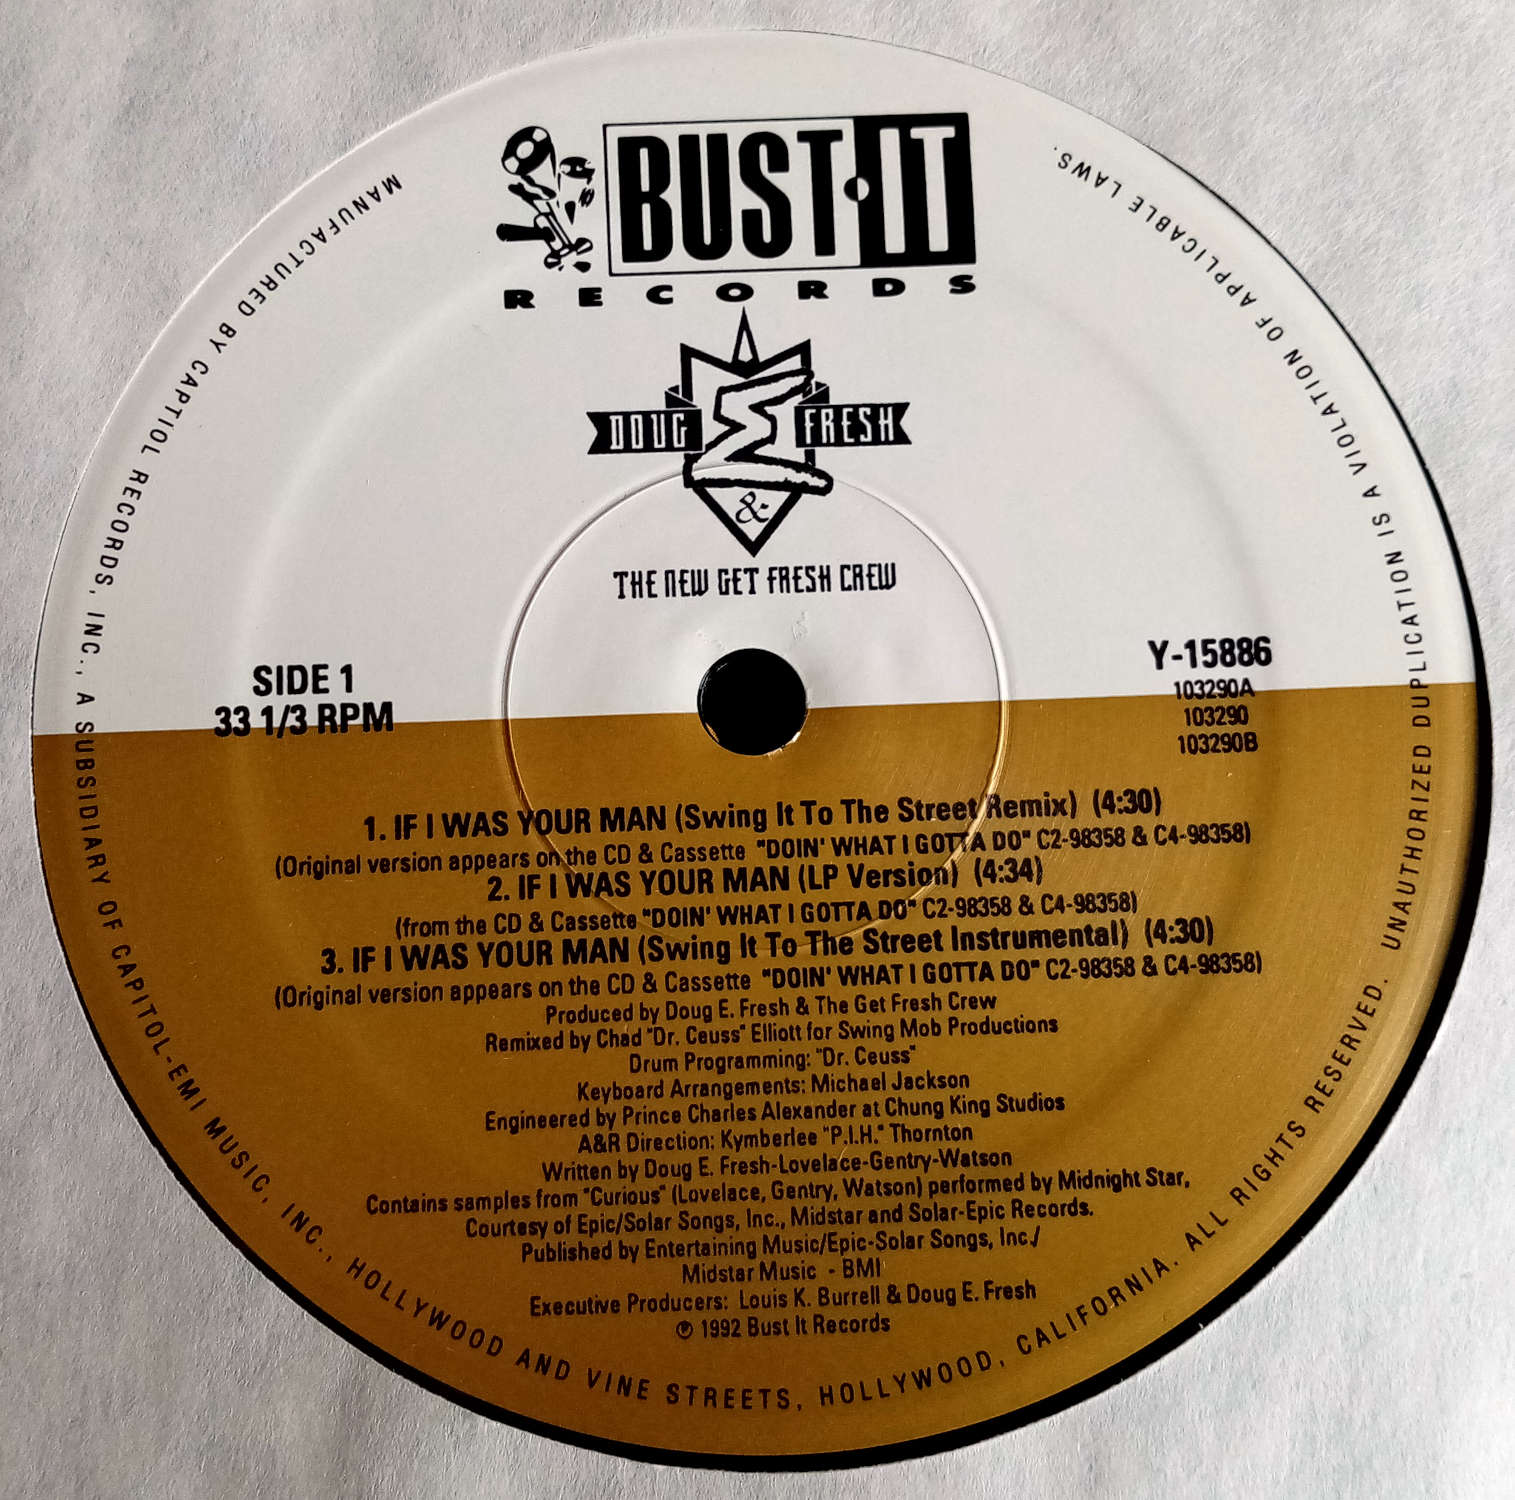 BUST IT
RECORDS
DOUG E FRESH
&
THE NEW GET FRESH CREW
SIDE 1
33 1/3 RPM
Y-15886
103290A
103290
103290B
1. IF I WAS YOUR MAN (Swing It To The Street Remix) (4:30)
(Original version appears on the CD & Cassette "DOIN' WHAT I GOTTA DO" C2-98358 & C4-98358)
2. IF I WAS YOUR MAN (LP Version) (4:34)
(from the CD & Cassette "DOIN' WHAT I GOTTA DO" C2-98358 & C4-98358)
3. IF I WAS YOUR MAN (Swing It To The Street Instrumental) (4:30)
(Original version appears on the CD & Cassette "DOIN' WHAT I GOTTA DO" C2-98358 & C4-98358)
Produced by Doug E. Fresh & The Get Fresh Crew
Remixed by Chad "Dr. Ceuss" Elliott for Swing Mob Productions
Drum Programming: "Dr. Ceuss"
Keyboard Arrangements: Michael Jackson
Engineered by Prince Charles Alexander at Chung King Studios
A&R Direction: Kymberlee "P.I.H." Thornton
Written by Doug E. Fresh-Lovelace-Gentry-Watson
Contains samples from "Curious" (Lovelace, Gentry, Watson) performed by Midnight Star,
Courtesy of Epic/Solar Songs, Inc., Midstar and Solar-Epic Records.
Published by Entertaining Music/Epic-Solar Songs, Inc./
Midstar Music - BMI
Executive Producers: Louis K. Burrell & Doug E. Fresh
℗ 1992 Bust It Records
MANUFACTURED BY CAPTIOL RECORDS, INC., A SUBSIDIARY OF CAPITOL-EMI MUSIC, INC., HOLLYWOOD AND VINE STREETS, HOLLYWOOD, CALIFORNIA. ALL RIGHTS RESERVED. UNAUTHORIZED DUPLICATION IS A VIOLATION OF APPLICABLE LAWS.